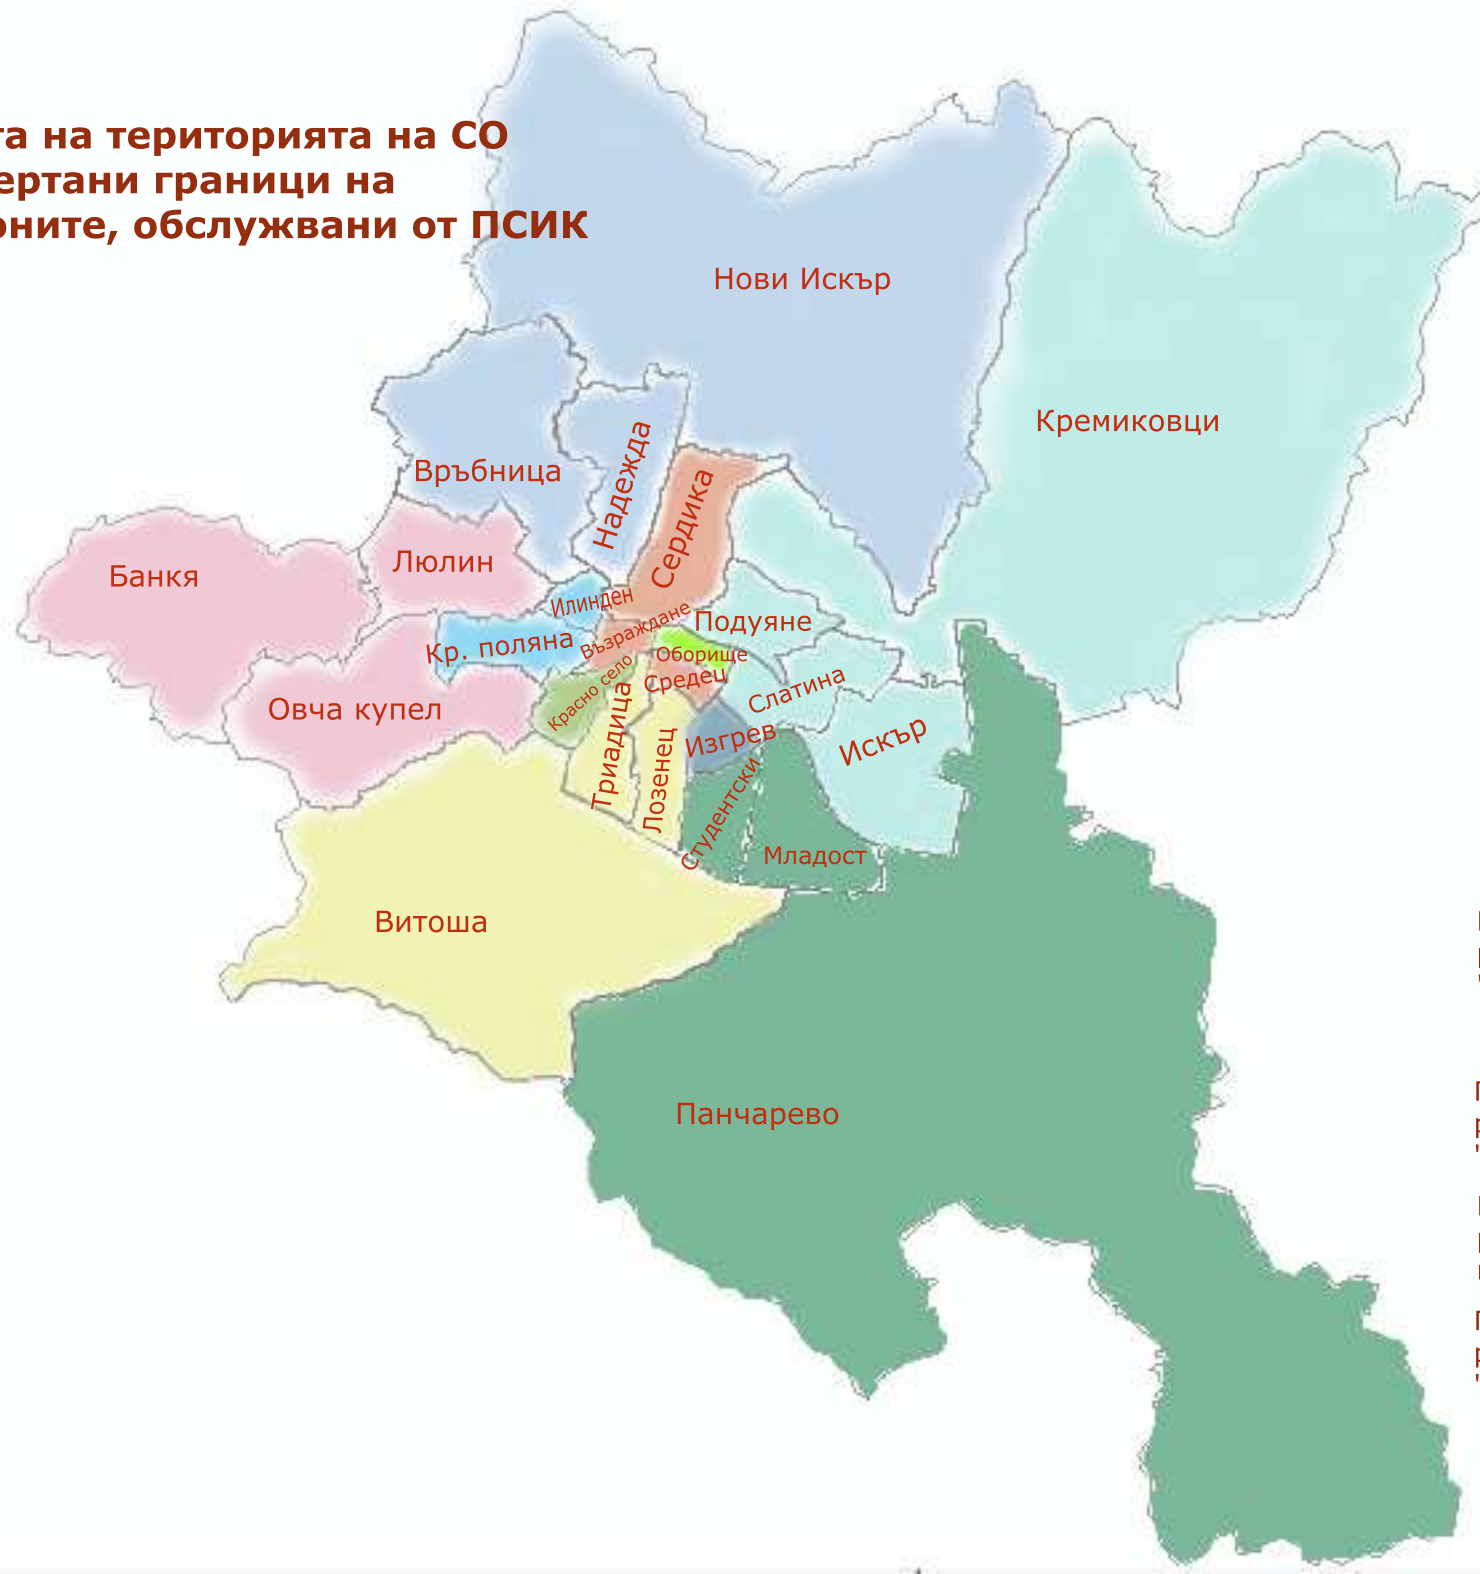 та на територията на СО
ертани граници на
оните, обслужвани от ПСИК
Нови Искър
Кремиковци
Връбница
Надежда
Сердика
Банкя
Люлин
Илинден
Възраждане
Подуяне
Кр. поляна
Оборище
Красно село
Средец
Слатина
Овча купел
Триадица
Лозенец
Изгрев
Искър
Студентски
Младост
Витоша
Панчарево